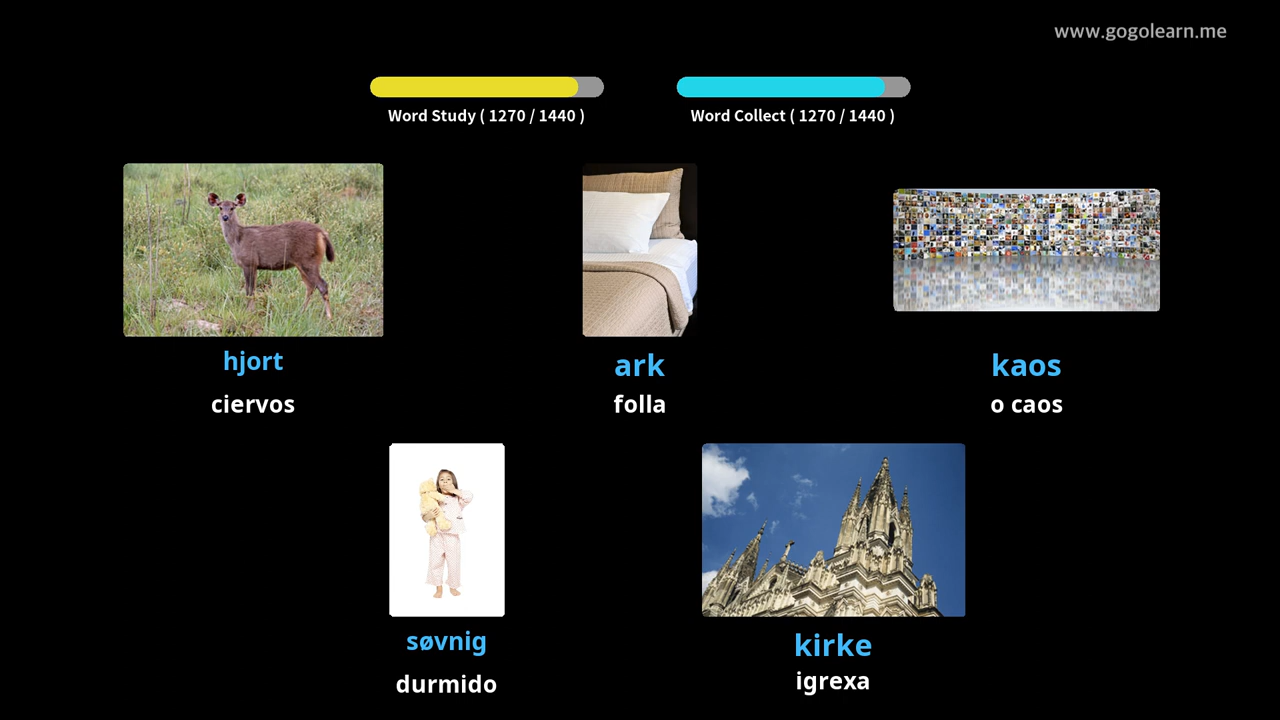 www.gogolearn.me
Word Study ( 1270 / 1440 )
Word Collect ( 1270 / 1440 )
hjort
ciervos
ark
folla
kaos
o caos
søvnig
durmido
kirke
igrexa